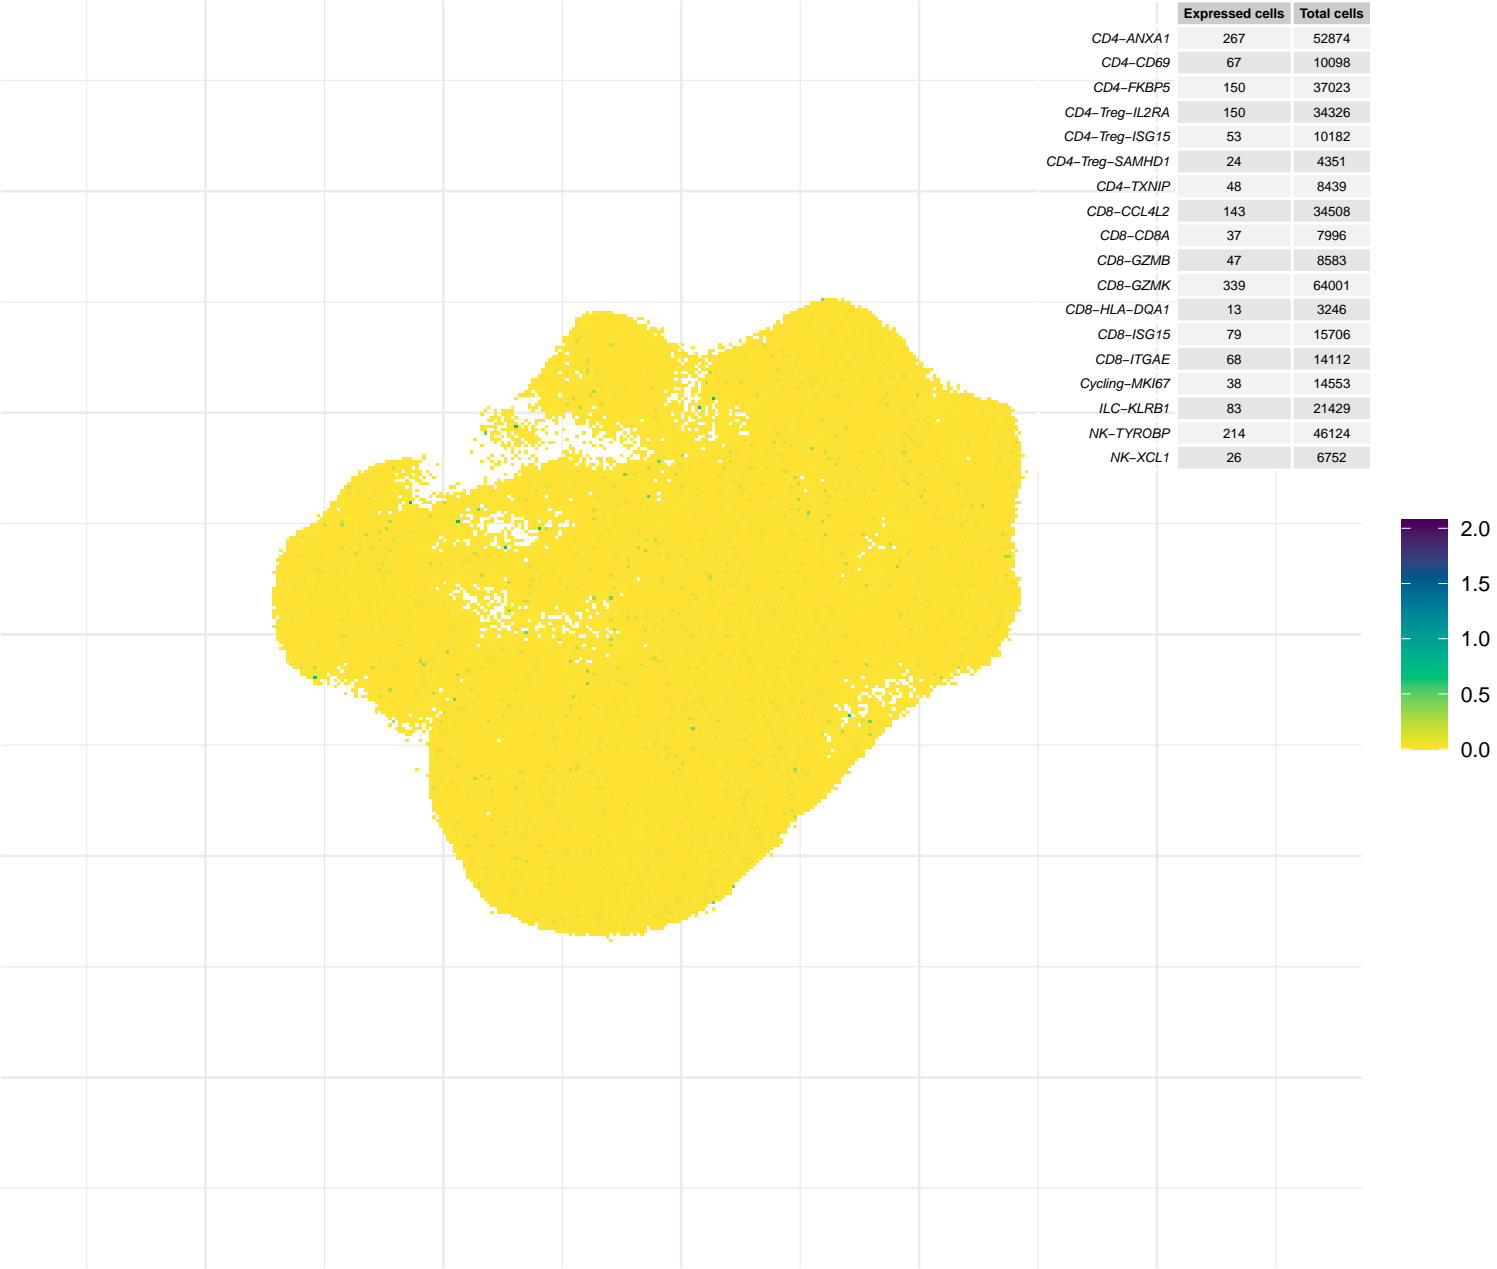 Expressed cells Total cells
CD4−ANXA1 267 52874
CD4−CD69 67 10098
CD4−FKBP5 150 37023
CD4−Treg−IL2RA 150 34326
CD4−Treg−ISG15 53 10182
CD4−Treg−SAMHD1 24 4351
CD4−TXNIP 48 8439
CD8−CCL4L2 143 34508
CD8−CD8A 37 7996
CD8−GZMB 47 8583
CD8−GZMK 339 64001
CD8−HLA−DQA1 13 3246
CD8−ISG15 79 15706
CD8−ITGAE 68 14112
Cycling−MKI67 38 14553
ILC−KLRB1 83 21429
NK−TYROBP 214 46124
NK−XCL1 26 6752
2.0
1.5
1.0
0.5
0.0